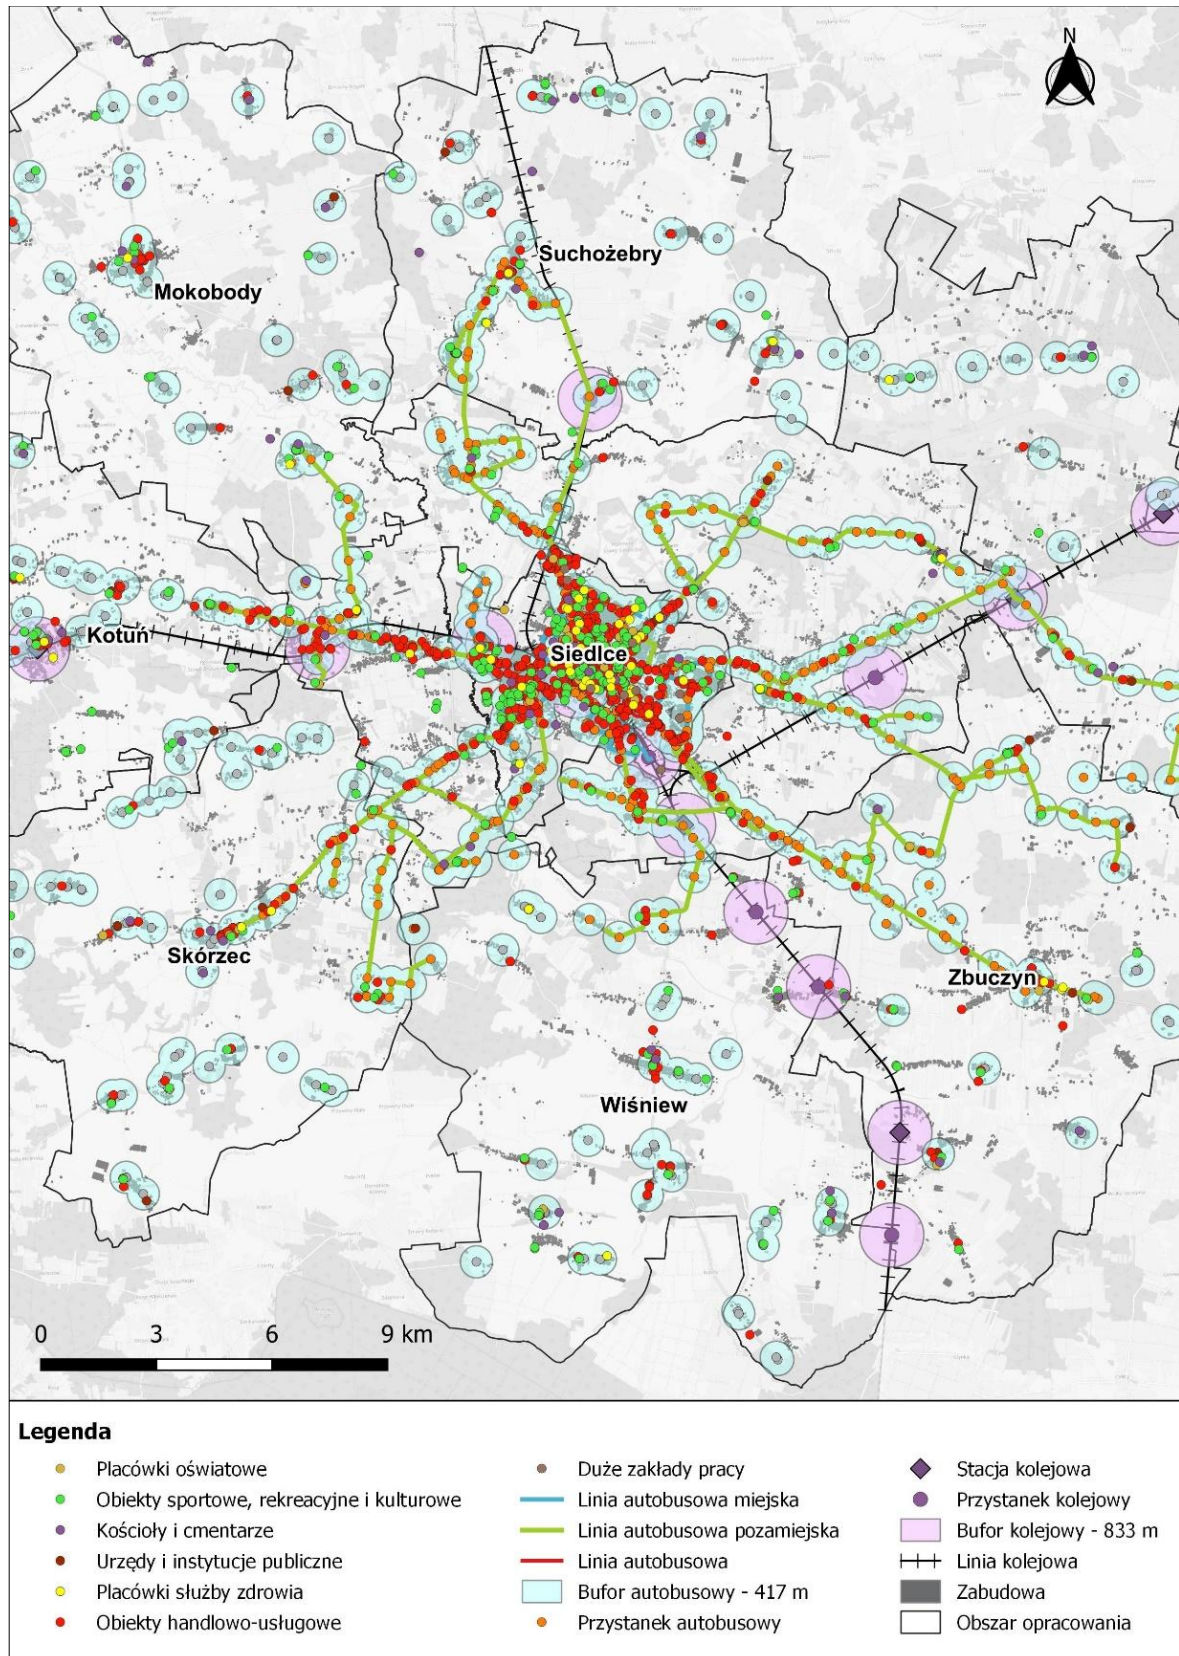 N
Suchożebry
Mokobody
Kotuń
Siedlce
Skórzec
Zbuczyn
Wiśniew
0 3 6 9 km
Legenda
Placówki oświatowe
Obiekty sportowe, rekreacyjne i kulturowe
Kościoły i cmentarze
Urzędy i instytucje publiczne
Placówki służby zdrowia
Obiekty handlowo-usługowe
Duże zakłady pracy
Linia autobusowa miejska
Linia autobusowa pozamiejska
Linia autobusowa
Bufor autobusowy - 417 m
Przystanek autobusowy
Stacja kolejowa
Przystanek kolejowy
Bufor kolejowy - 833 m
Linia kolejowa
Zabudowa
Obszar opracowania